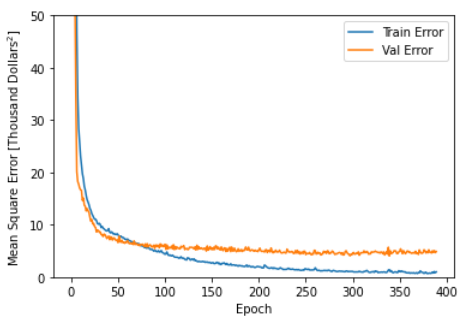 Mean Square Error [Thousand Dollars²]
50
40
30
20
10
0
Train Error
Val Error
0 50 100 150 200 250 300 350 400
Epoch